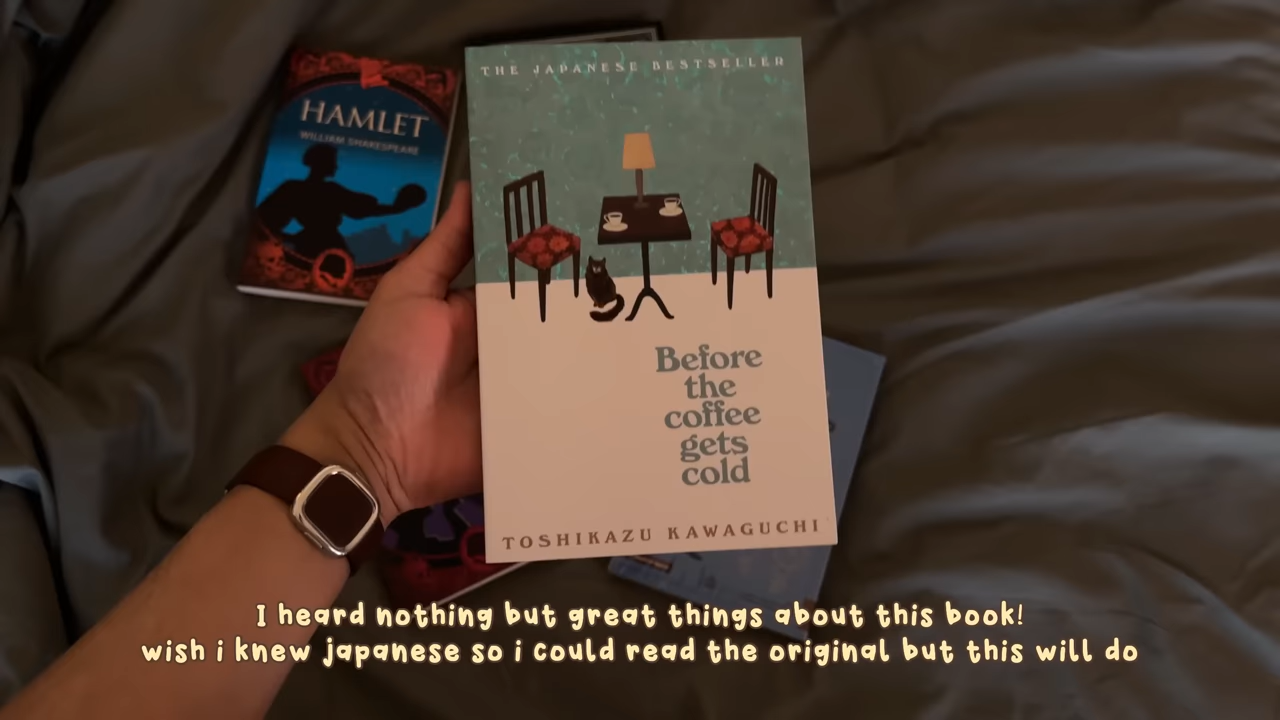 HAMLET
WILLIAM SHAKESPEARE
THE JAPANESE BESTSELLER
Before
the
coffee
gets
cold
TOSHIKAZU KAWAGUCHI
I heard nothing but great things about this book!
wish i knew japanese so i could read the original but this will do